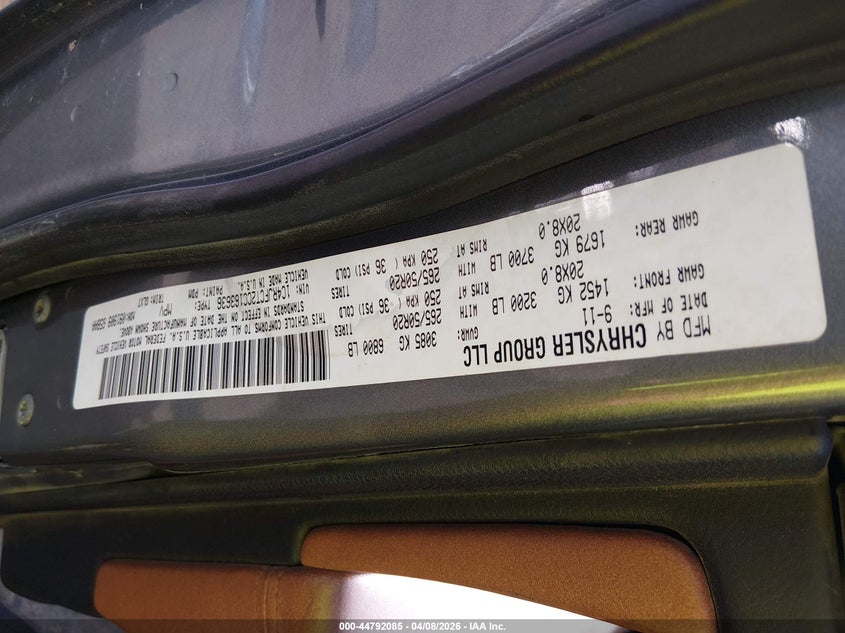 MFD BY CHRYSLER GROUP LLC
DATE OF MFR: 9-11 GVWR: 3085 KG 6800 LB
GAWR FRONT: 1452 KG 3200 LB WITH 265/50R20 TIRES
20X8.0 RIMS AT 250 KPA ( 36 PSI) COLD
GAWR REAR: 1679 KG 3700 LB WITH 265/50R20 TIRES
20X8.0 RIMS AT 250 KPA ( 36 PSI) COLD
THIS VEHICLE CONFORMS TO ALL APPLICABLE U.S.A. FEDERAL MOTOR VEHICLE SAFETY
STANDARDS IN EFFECT ON THE DATE OF MANUFACTURE SHOWN ABOVE.
VIN: 1C4RJFCT2CC183636 TYPE: MPV
VEHICLE MADE IN U.S.A. PAINT: PDM TRIM:
000-44792085 - 04/08/2026 - IAA Inc.